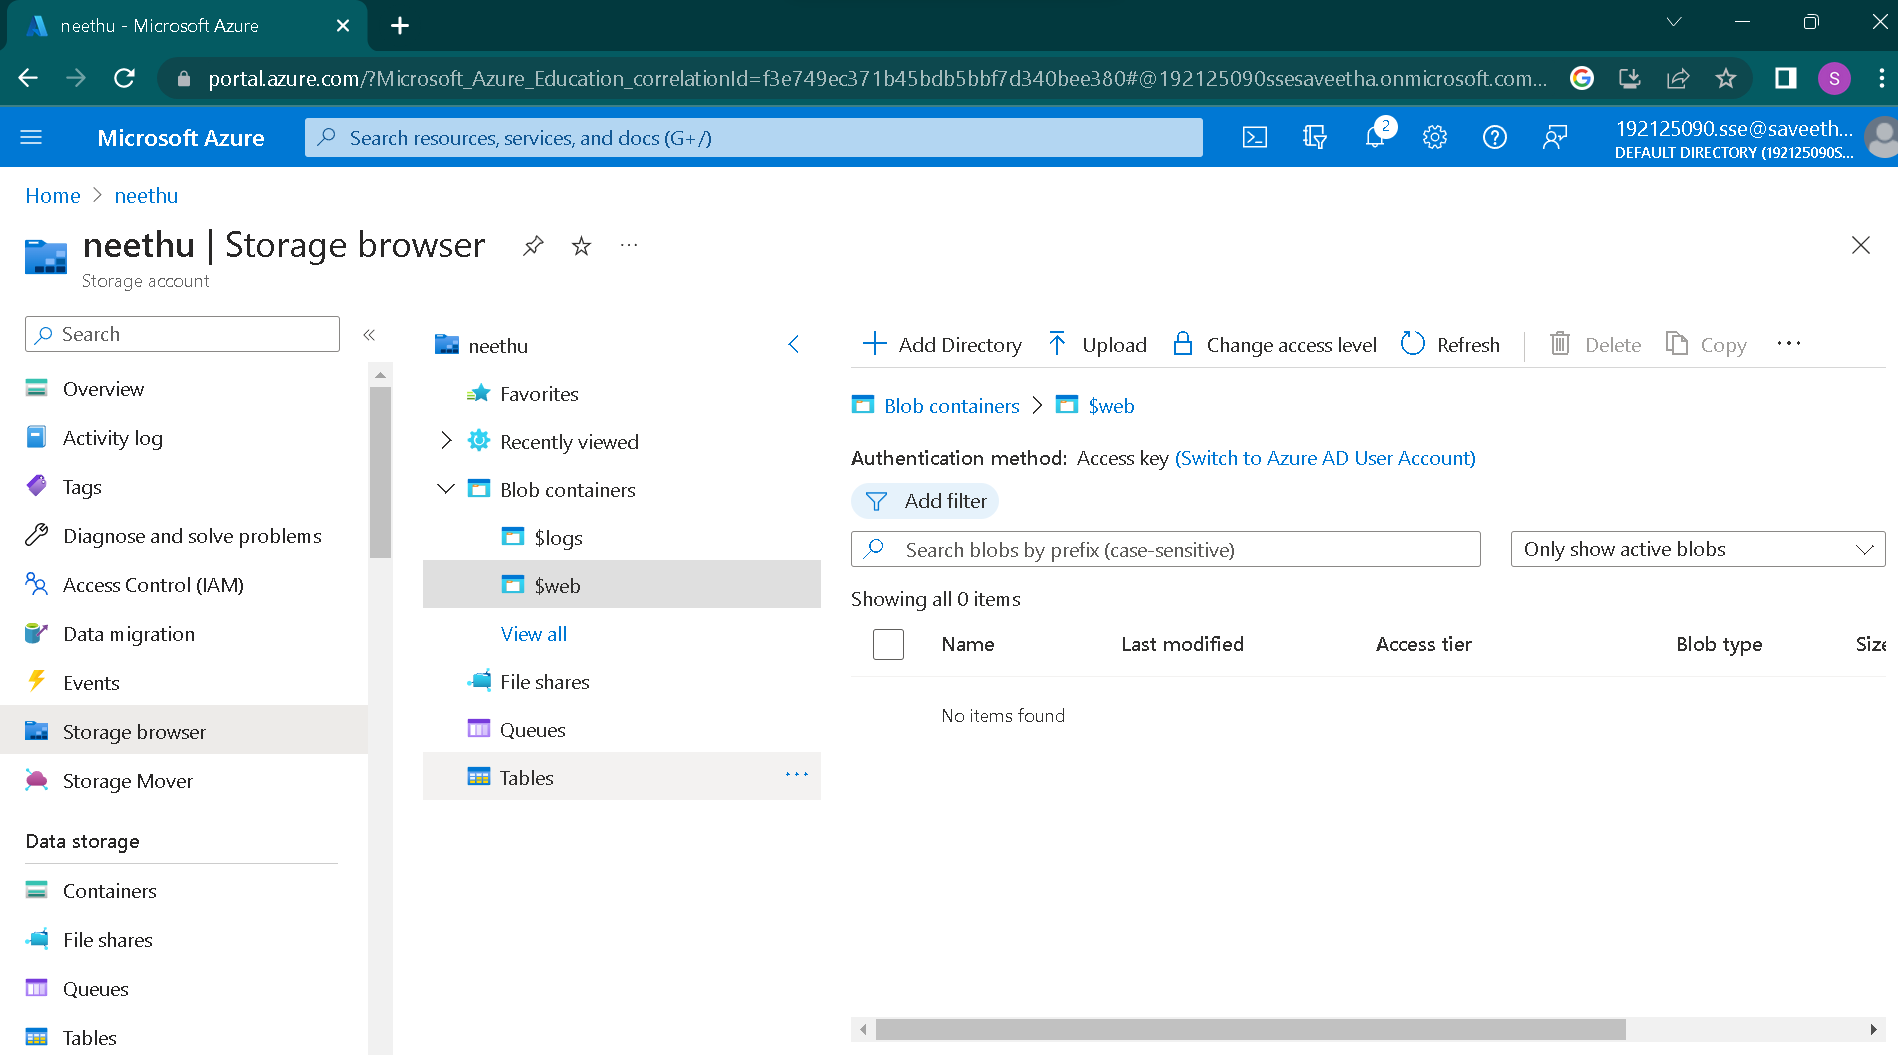 neethu - Microsoft Azure
portal.azure.com/?Microsoft_Azure_Education_correlationId=f3e749ec371b45bdb5bbf7d340bee380#@192125090ssesaveetha.onmicrosoft.com...
S
Microsoft Azure
Search resources, services, and docs (G+/)
2
192125090.sse@saveeth...
DEFAULT DIRECTORY (192125090S...
Home > neethu
neethu | Storage browser
Storage account
Search
Overview
Activity log
Tags
Diagnose and solve problems
Access Control (IAM)
Data migration
Events
Storage browser
Storage Mover
Data storage
Containers
File shares
Queues
Tables
neethu
Favorites
Recently viewed
Blob containers
$logs
$web
View all
File shares
Queues
Tables
Add Directory Upload Change access level Refresh Delete Copy
Blob containers > $web
Authentication method: Access key (Switch to Azure AD User Account)
Add filter
Search blobs by prefix (case-sensitive) Only show active blobs
Showing all 0 items
Name Last modified Access tier Blob type Size
No items found